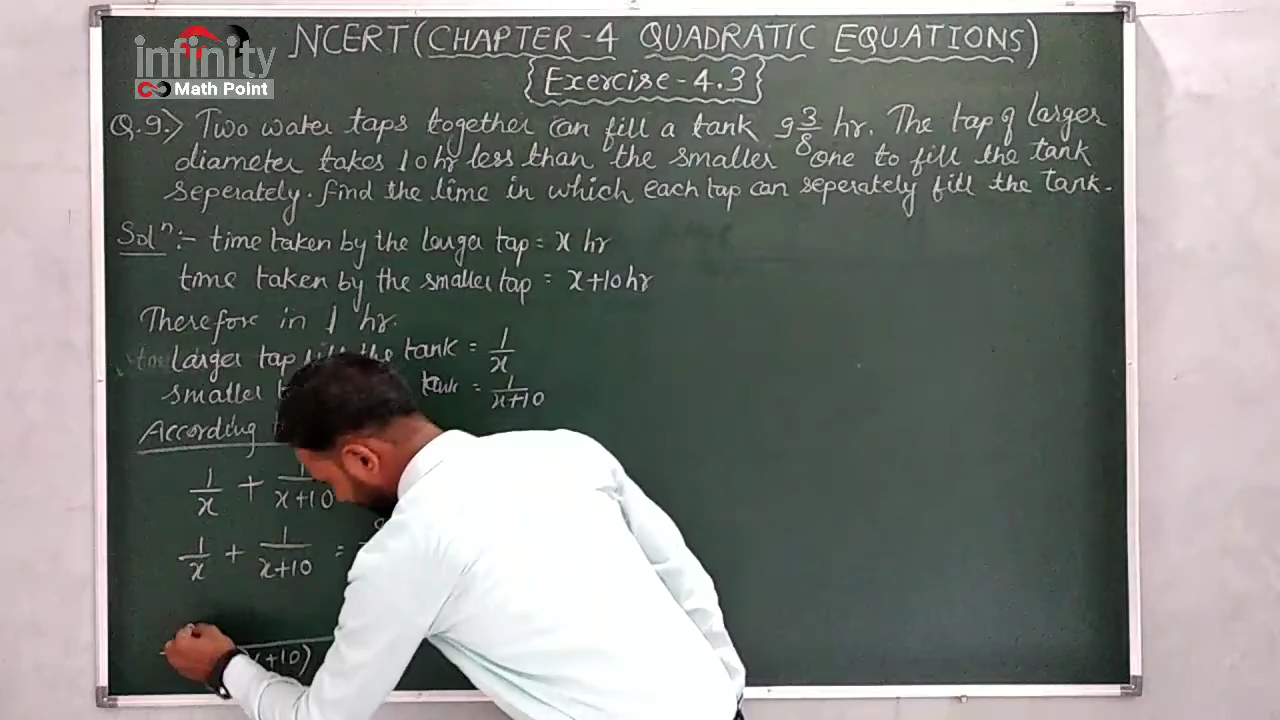 infinity
Math Point
NCERT (CHAPTER-4 QUADRATIC EQUATIONS)
{Exercise-4.3}
Q.9.> Two water taps together can fill a tank 9 3/8 hr. The tap of larger
diameter takes 10 hr less than the smaller one to fill the tank
seperately. find the time in which each tap can seperately fill the tank.
Solⁿ:- time taken by the larger tap = x hr
time taken by the smaller tap = x+10 hr
Therefore in 1 hr.
Larger tap the tank = 1/x
smaller tank = 1/(x+10)
According
1/x + 1/(x+10)
1/x + 1/(x+10) =
x+10)